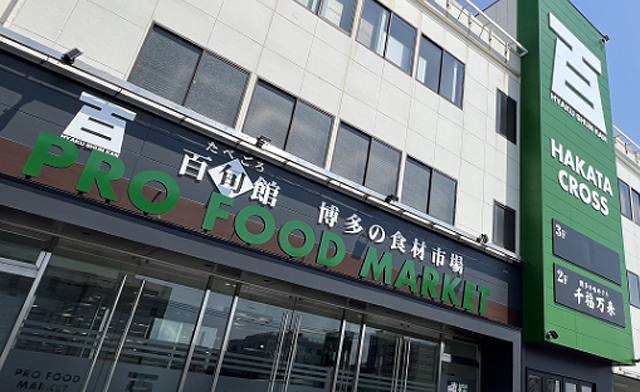 百
HYAKU SHUN KAN
たべごろ
百旬館 博多の食材市場
PRO FOOD MARKET
百
HYAKU SHUN KAN
HAKATA
CROSS
3F
2F
千福万来
PRO FOOD
MARKET
百